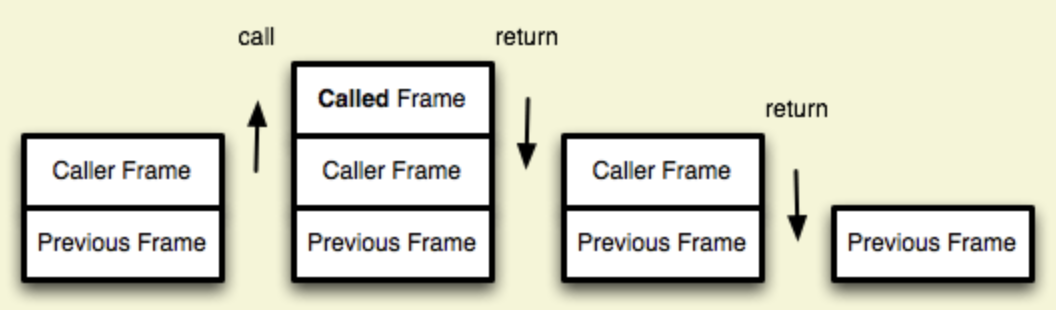 call
return
Called Frame
return
Caller Frame
Caller Frame
Caller Frame
Previous Frame
Previous Frame
Previous Frame
Previous Frame